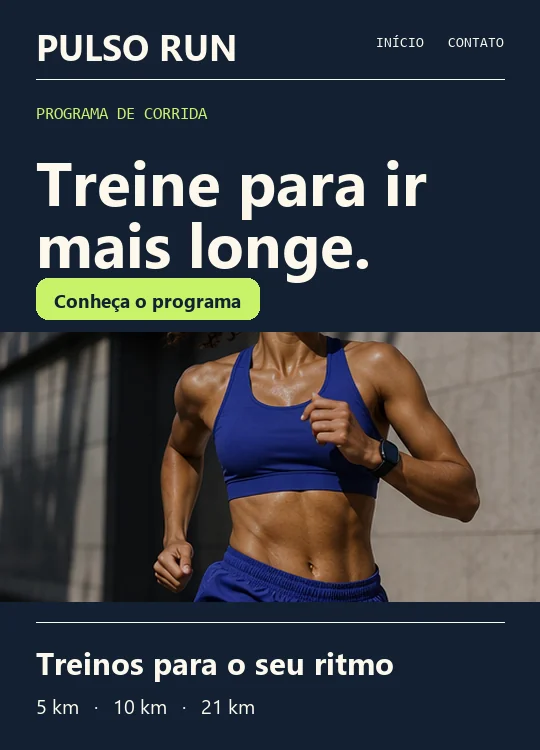 PULSO RUN
INÍCIO CONTATO
PROGRAMA DE CORRIDA
Treine para ir
mais longe.
Conheça o programa
Treinos para o seu ritmo
5 km · 10 km · 21 km